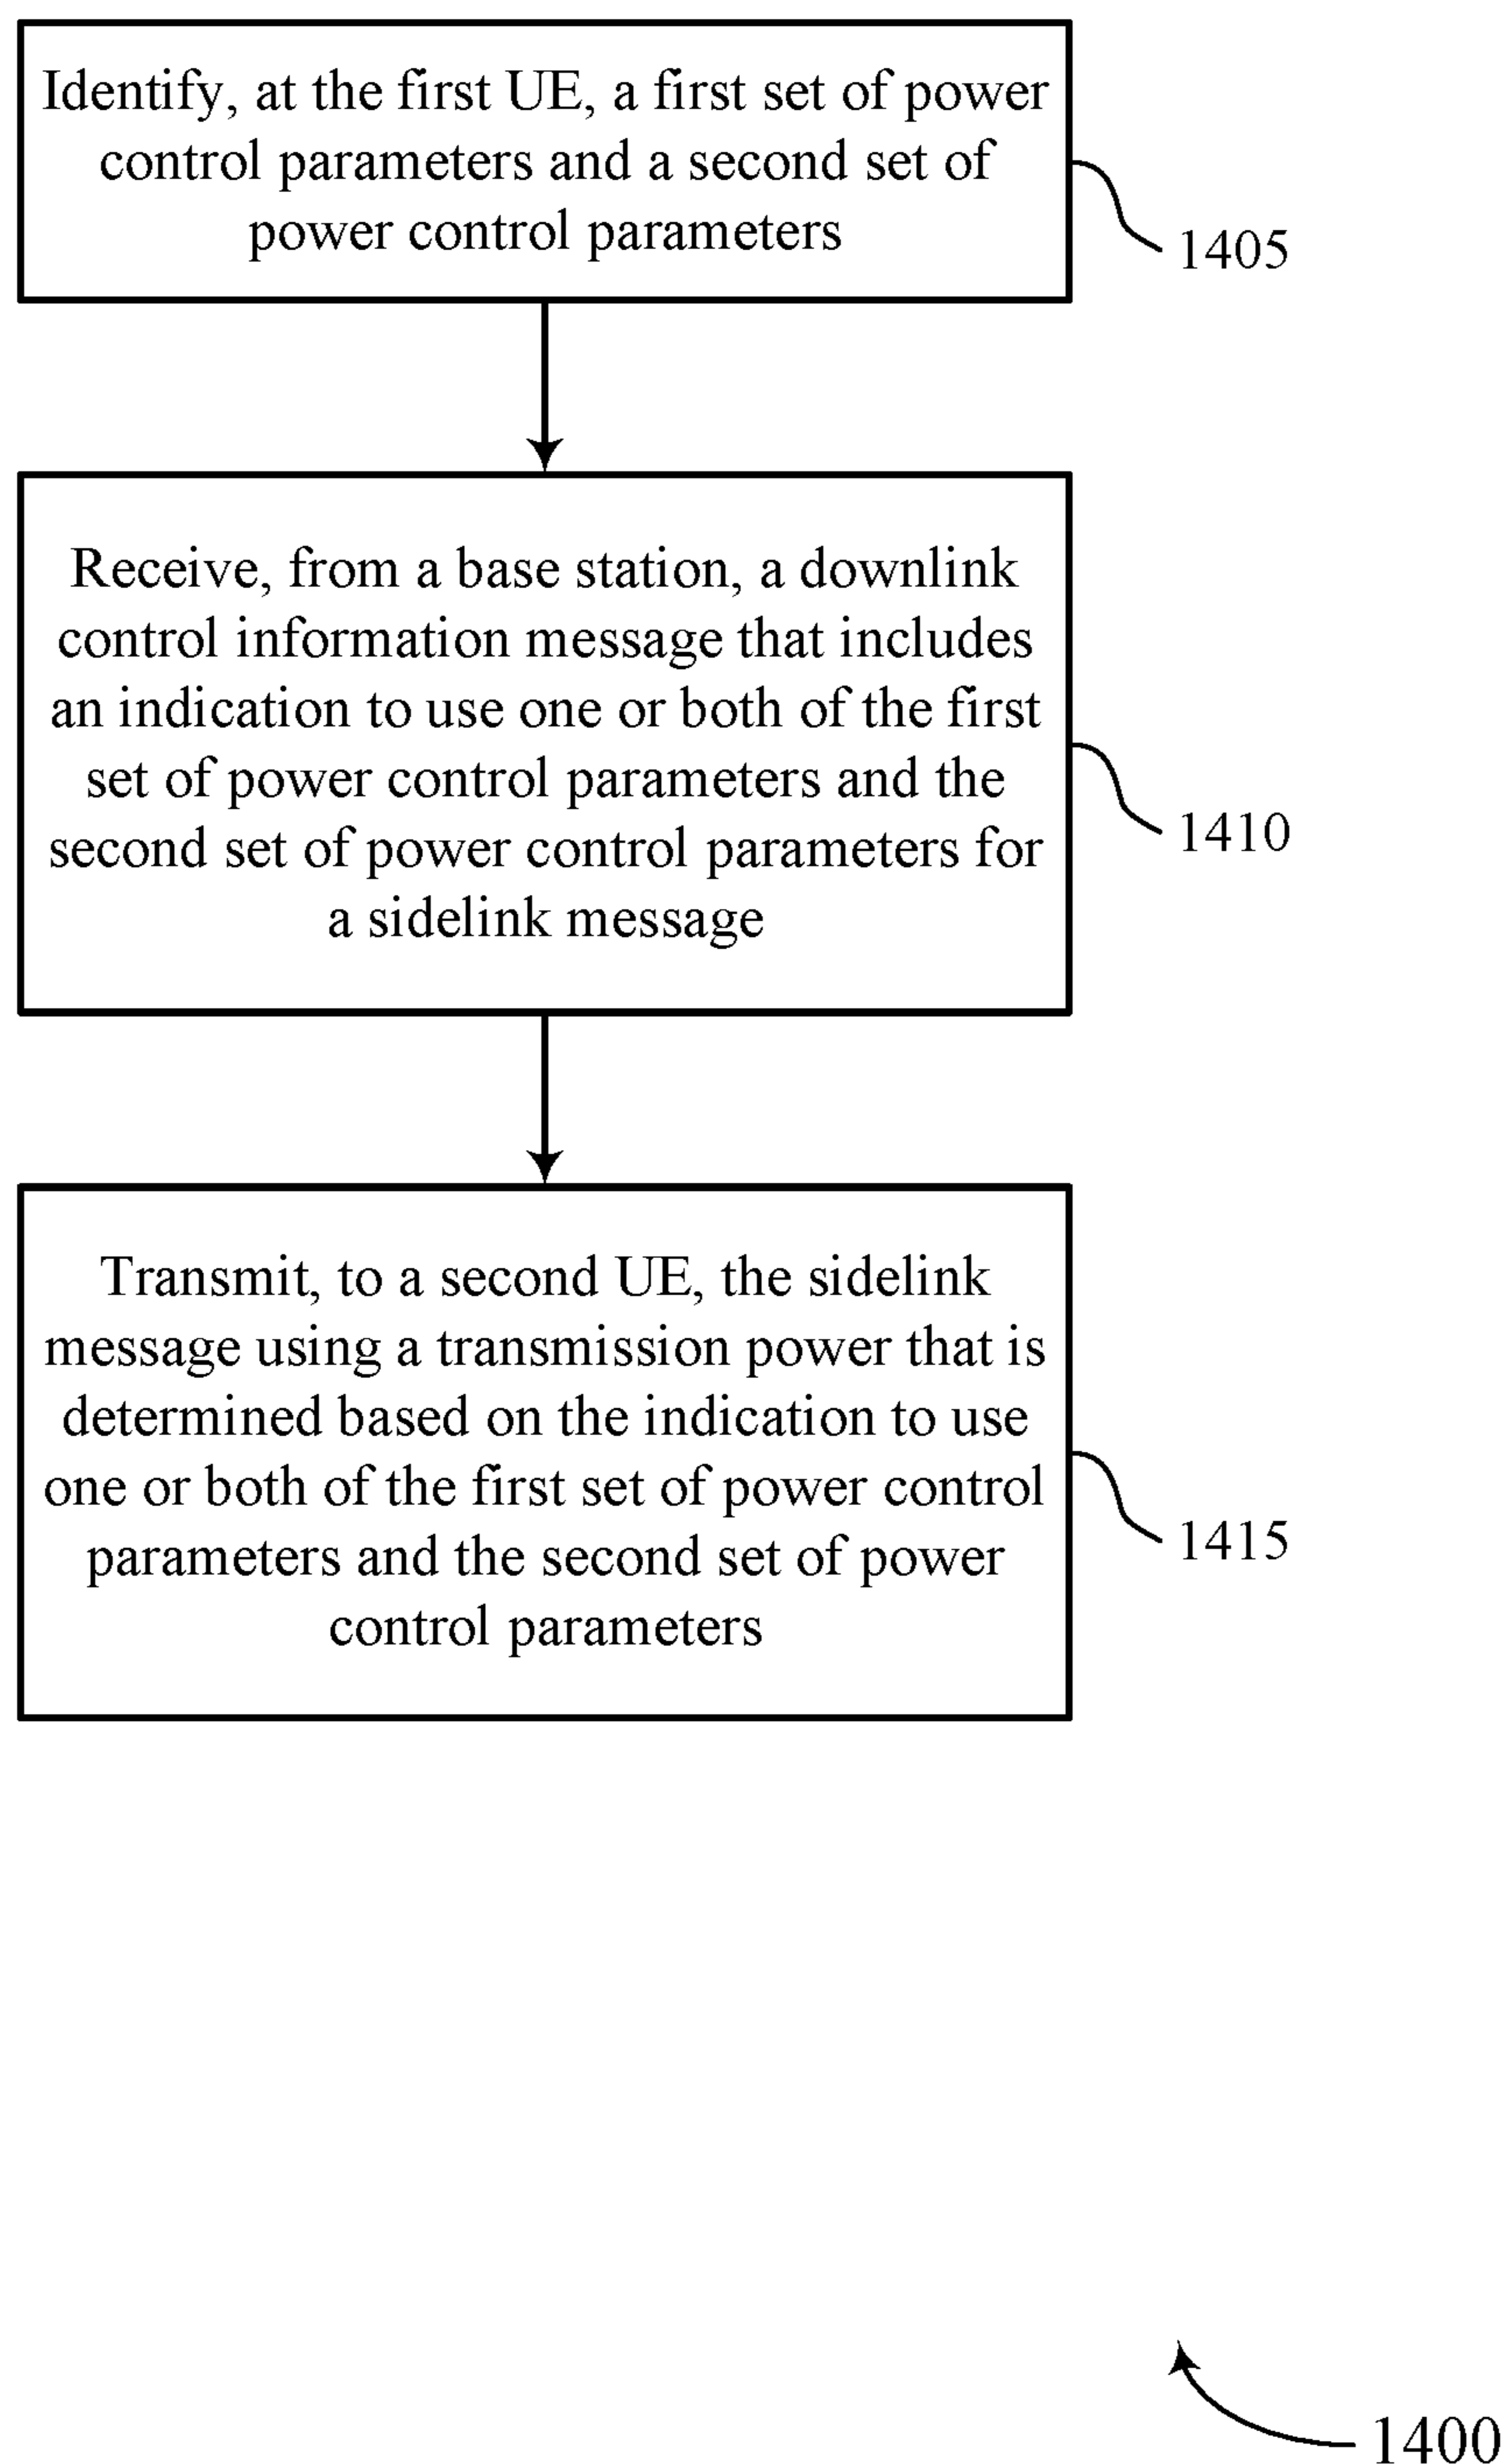 Identify, at the first UE, a first set of power
control parameters and a second set of
power control parameters
1405
Receive, from a base station, a downlink
control information message that includes
an indication to use one or both of the first
set of power control parameters and the
second set of power control parameters for
a sidelink message
1410
Transmit, to a second UE, the sidelink
message using a transmission power that is
determined based on the indication to use
one or both of the first set of power control
parameters and the second set of power
control parameters
1415
1400